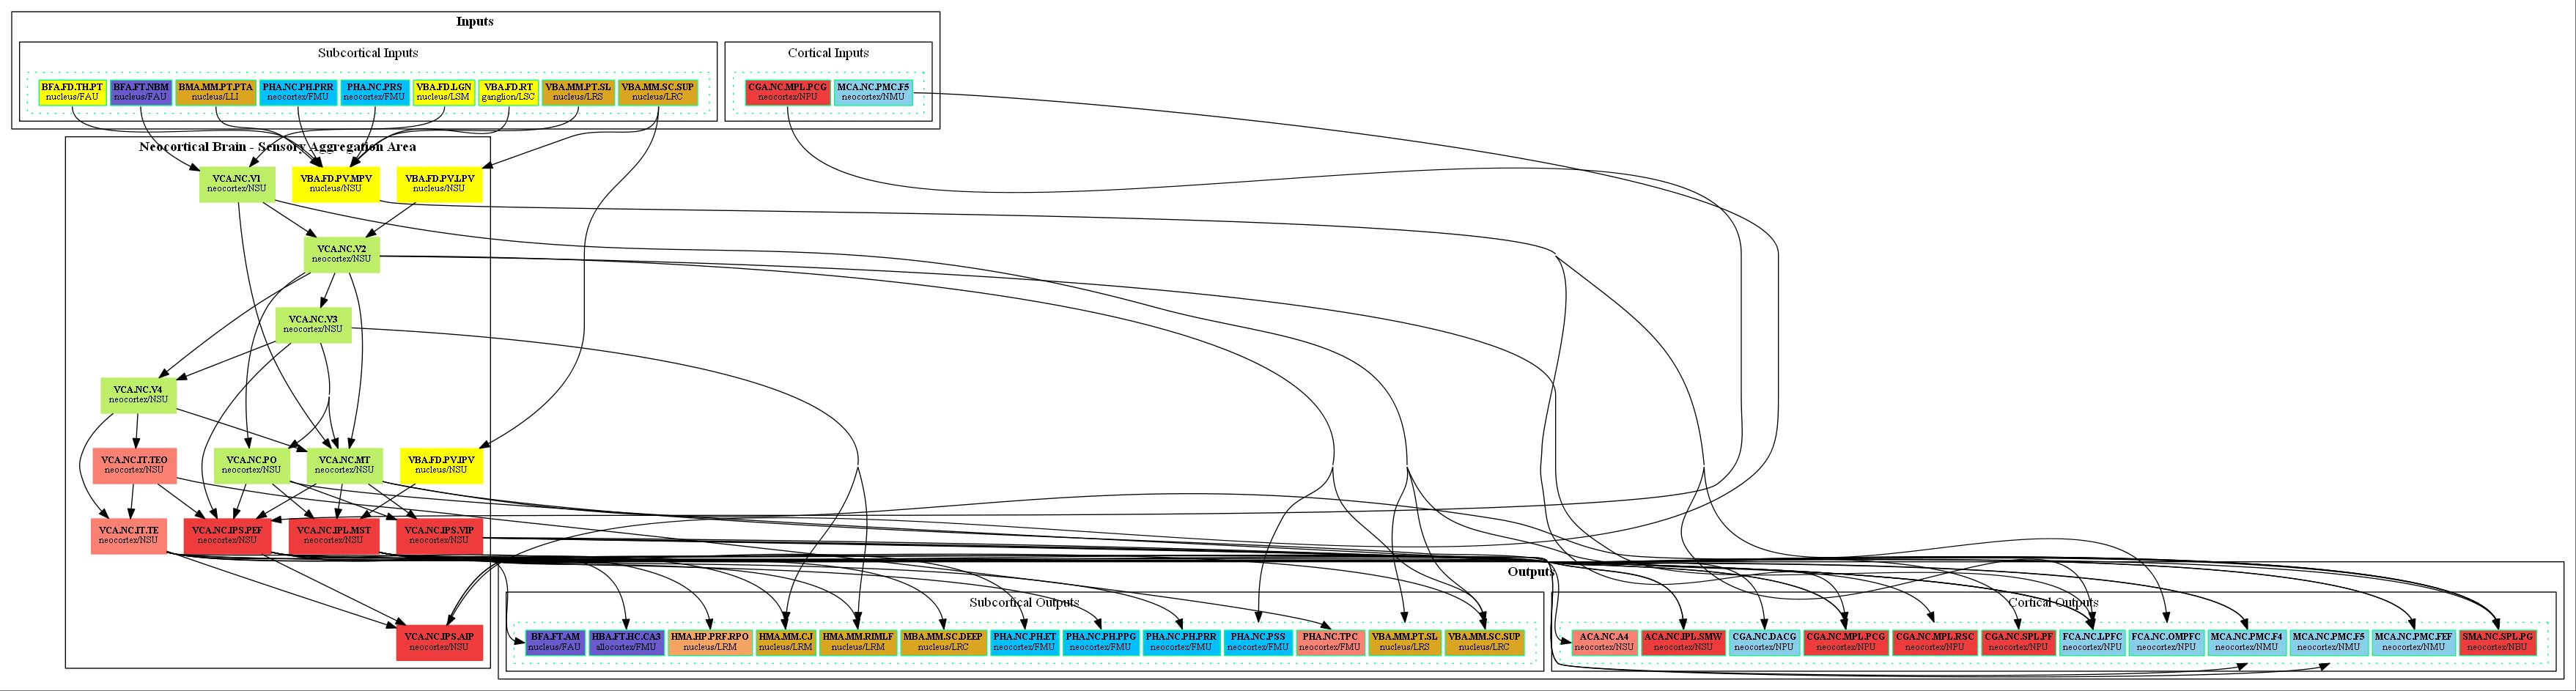 Inputs
Subcortical Inputs
Cortical Inputs
BFA.FD.TH.PT
nucleus/FAU
BFA.FT.NBM
nucleus/FAU
BMA.MM.PT.PTA
nucleus/LLI
PHA.NC.PH.PRR
neocortex/FMU
PHA.NC.PRS
neocortex/FMU
VBA.FD.LGN
nucleus/LSM
VBA.FD.RT
ganglion/LSC
VBA.MM.PT.SL
nucleus/LRS
VBA.MM.SC.SUP
nucleus/LRC
CGA.NC.MPL.PCG
neocortex/NPU
MCA.NC.PMC.F5
neocortex/NMU
Neocortical Brain - Sensory Aggregation Area
VCA.NC.V1
neocortex/NSU
VBA.FD.PV.MPV
nucleus/NSU
VBA.FD.PV.LPV
nucleus/NSU
VCA.NC.V2
neocortex/NSU
VCA.NC.V3
neocortex/NSU
VCA.NC.V4
neocortex/NSU
VCA.NC.IT.TEO
neocortex/NSU
VCA.NC.PO
neocortex/NSU
VCA.NC.MT
neocortex/NSU
VBA.FD.PV.IPV
nucleus/NSU
VCA.NC.IT.TE
neocortex/NSU
VCA.NC.IPS.PEF
neocortex/NSU
VCA.NC.IPL.MST
neocortex/NSU
VCA.NC.IPS.VIP
neocortex/NSU
VCA.NC.IPS.AIP
neocortex/NSU
Outputs
Subcortical Outputs
Cortical Outputs
BFA.FT.AM
nucleus/FAU
HBA.FT.HC.CA3
allocortex/FMU
HMA.HP.PRF.RPO
nucleus/LRM
HMA.MM.CJ
nucleus/LRM
HMA.MM.RIMLF
nucleus/LRM
MBA.MM.SC.DEEP
nucleus/LRC
PHA.NC.PH.ET
neocortex/FMU
PHA.NC.PH.PPG
neocortex/FMU
PHA.NC.PH.PRR
neocortex/FMU
PHA.NC.PSS
neocortex/FMU
PHA.NC.TPC
neocortex/FMU
VBA.MM.PT.SL
nucleus/LRS
VBA.MM.SC.SUP
nucleus/LRC
ACA.NC.A4
neocortex/NSU
ACA.NC.IPL.SMW
neocortex/NSU
CGA.NC.DACG
neocortex/NPU
CGA.NC.MPL.PCG
neocortex/NPU
CGA.NC.MPL.RSC
neocortex/NPU
CGA.NC.SPL.PF
neocortex/NPU
FCA.NC.LPFC
neocortex/NPU
FCA.NC.OMPFC
neocortex/NPU
MCA.NC.PMC.F4
neocortex/NMU
MCA.NC.PMC.F5
neocortex/NMU
MCA.NC.PMC.FEF
neocortex/NMU
SMA.NC.SPL.PG
neocortex/NBU